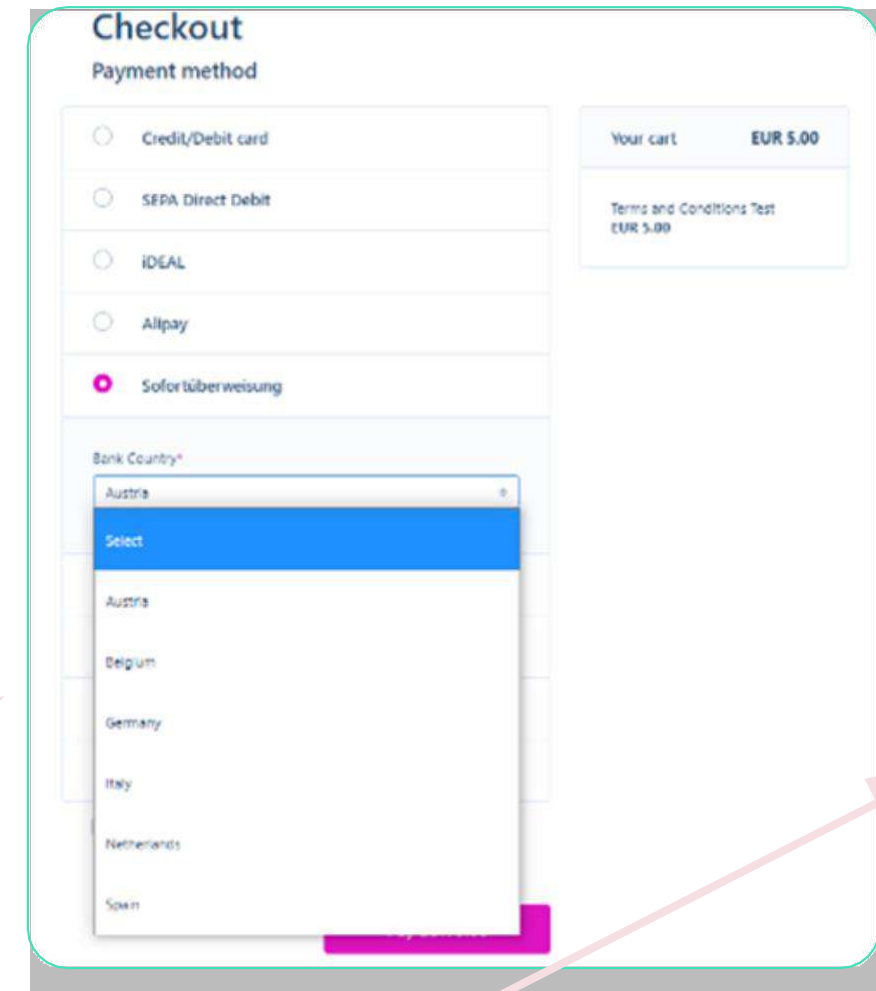 Checkout
Payment method
Credit/Debit card
SEPA Direct Debit
iDEAL
Alipay
Sofortüberweisung
Bank Country*
Austria
Select
Austria
Belgium
Germany
Italy
Netherlands
Spain
Your cart EUR 5.00
Terms and Conditions Test
EUR 5.00